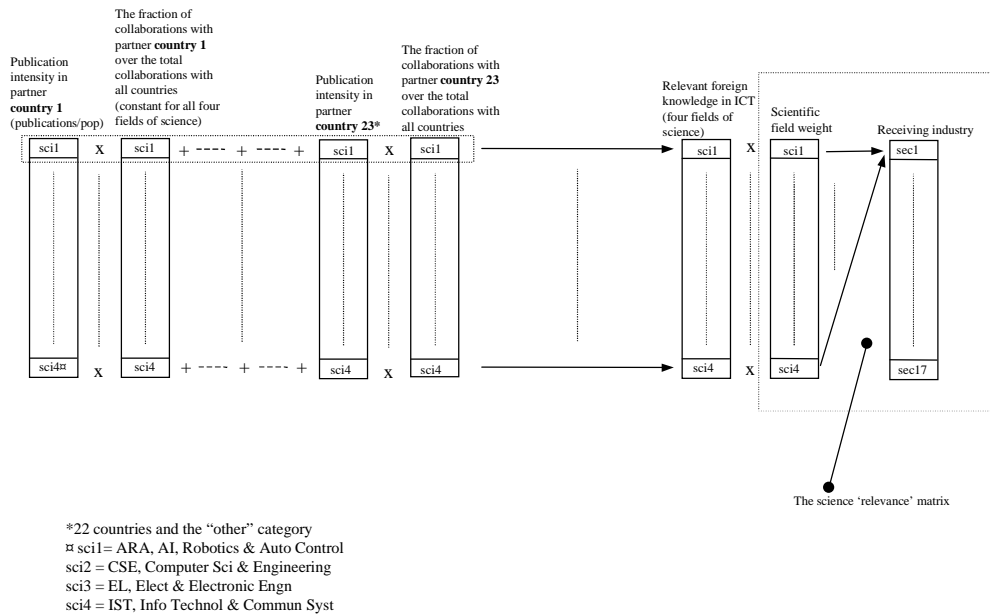 Publication
intensity in
partner
country 1
(publications/pop)
The fraction of
collaborations with
partner country 1
over the total
collaborations with
all countries
(constant for all four
fields of science)
Publication
intensity in
partner
country 23*
The fraction of
collaborations with
partner country 23
over the total
collaborations with
all countries
Relevant foreign
knowledge in ICT
(four fields of
science)
Scientific
field weight
Receiving industry
sci1 x sci1 + ---- + ---- + sci1 x sci1 sci1 x sci1 sec1
sci4¤ x sci4 + ---- + ---- + sci4 x sci4 sci4 x sci4 sec17
The science ‘relevance’ matrix
*22 countries and the “other” category
¤ sci1= ARA, AI, Robotics & Auto Control
sci2 = CSE, Computer Sci & Engineering
sci3 = EL, Elect & Electronic Engn
sci4 = IST, Info Technol & Commun Syst